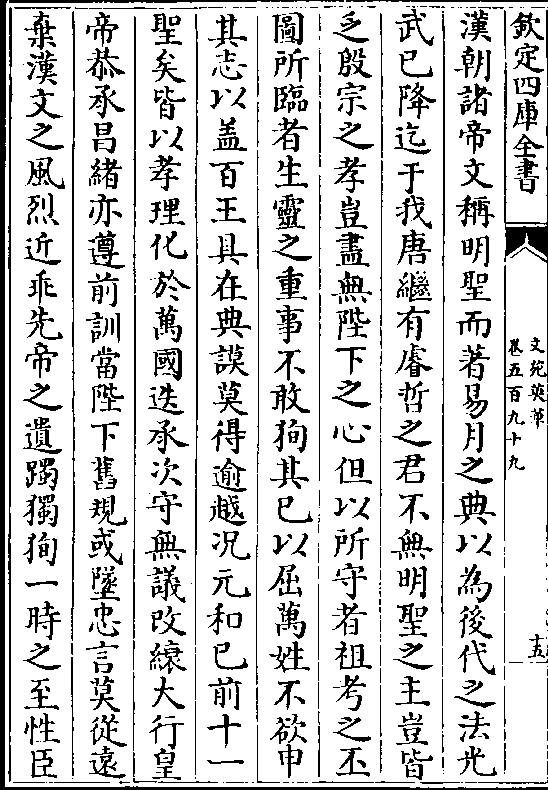 欽定四庫全書
文苑英華
卷五百九十九
十五
漢朝諸帝文稱明聖而著易月之典以為後代之法光
武已降迄于我唐繼有睿哲之君不無明聖之主豈皆
乏殷宗之孝豈盡無陛下之心但以所守者祖考之丕
圖所臨者生靈之重事不敢狥其已以屈萬姓不欲申
其志以盖百王具在典謨莫得逾越况元和已前十一
聖矣皆以孝理化於萬國迭承次守無議改纕大行皇
帝恭承昌緒亦遵前訓當陛下舊規或墜忠言莫從逺
棄漢文之風烈近乖先帝之遺躅獨狥一時之至性臣